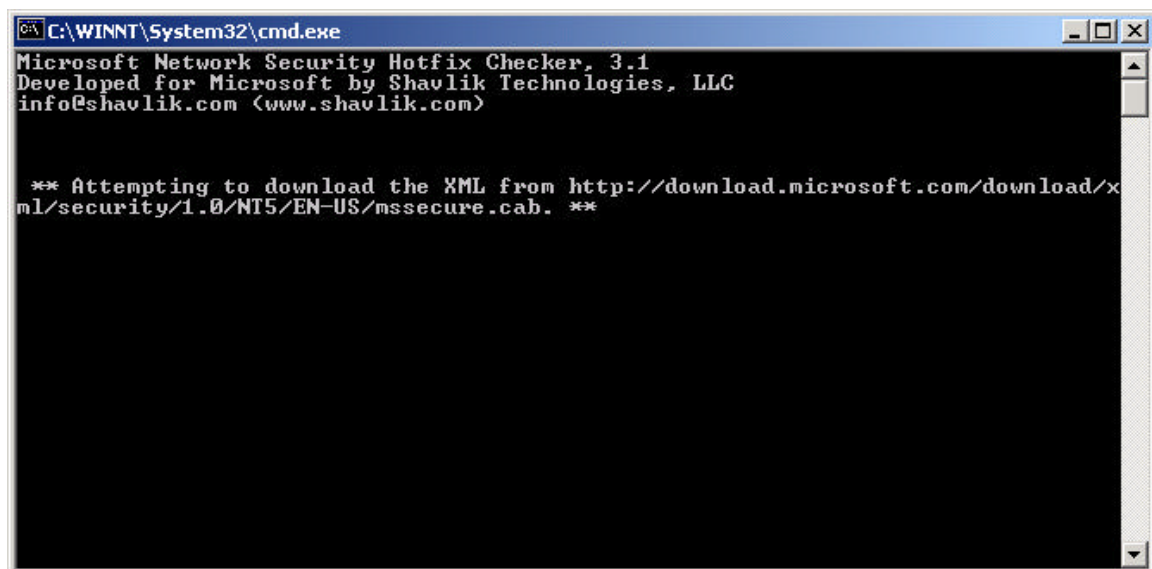 C:\WINNT\System32\cmd.exe
Microsoft Network Security Hotfix Checker, 3.1
Developed for Microsoft by Shavlik Technologies, LLC
info@shavlik.com (www.shavlik.com)
** Attempting to download the XML from http://download.microsoft.com/download/x
ml/security/1.0/NT5/EN-US/mssecure.cab. **